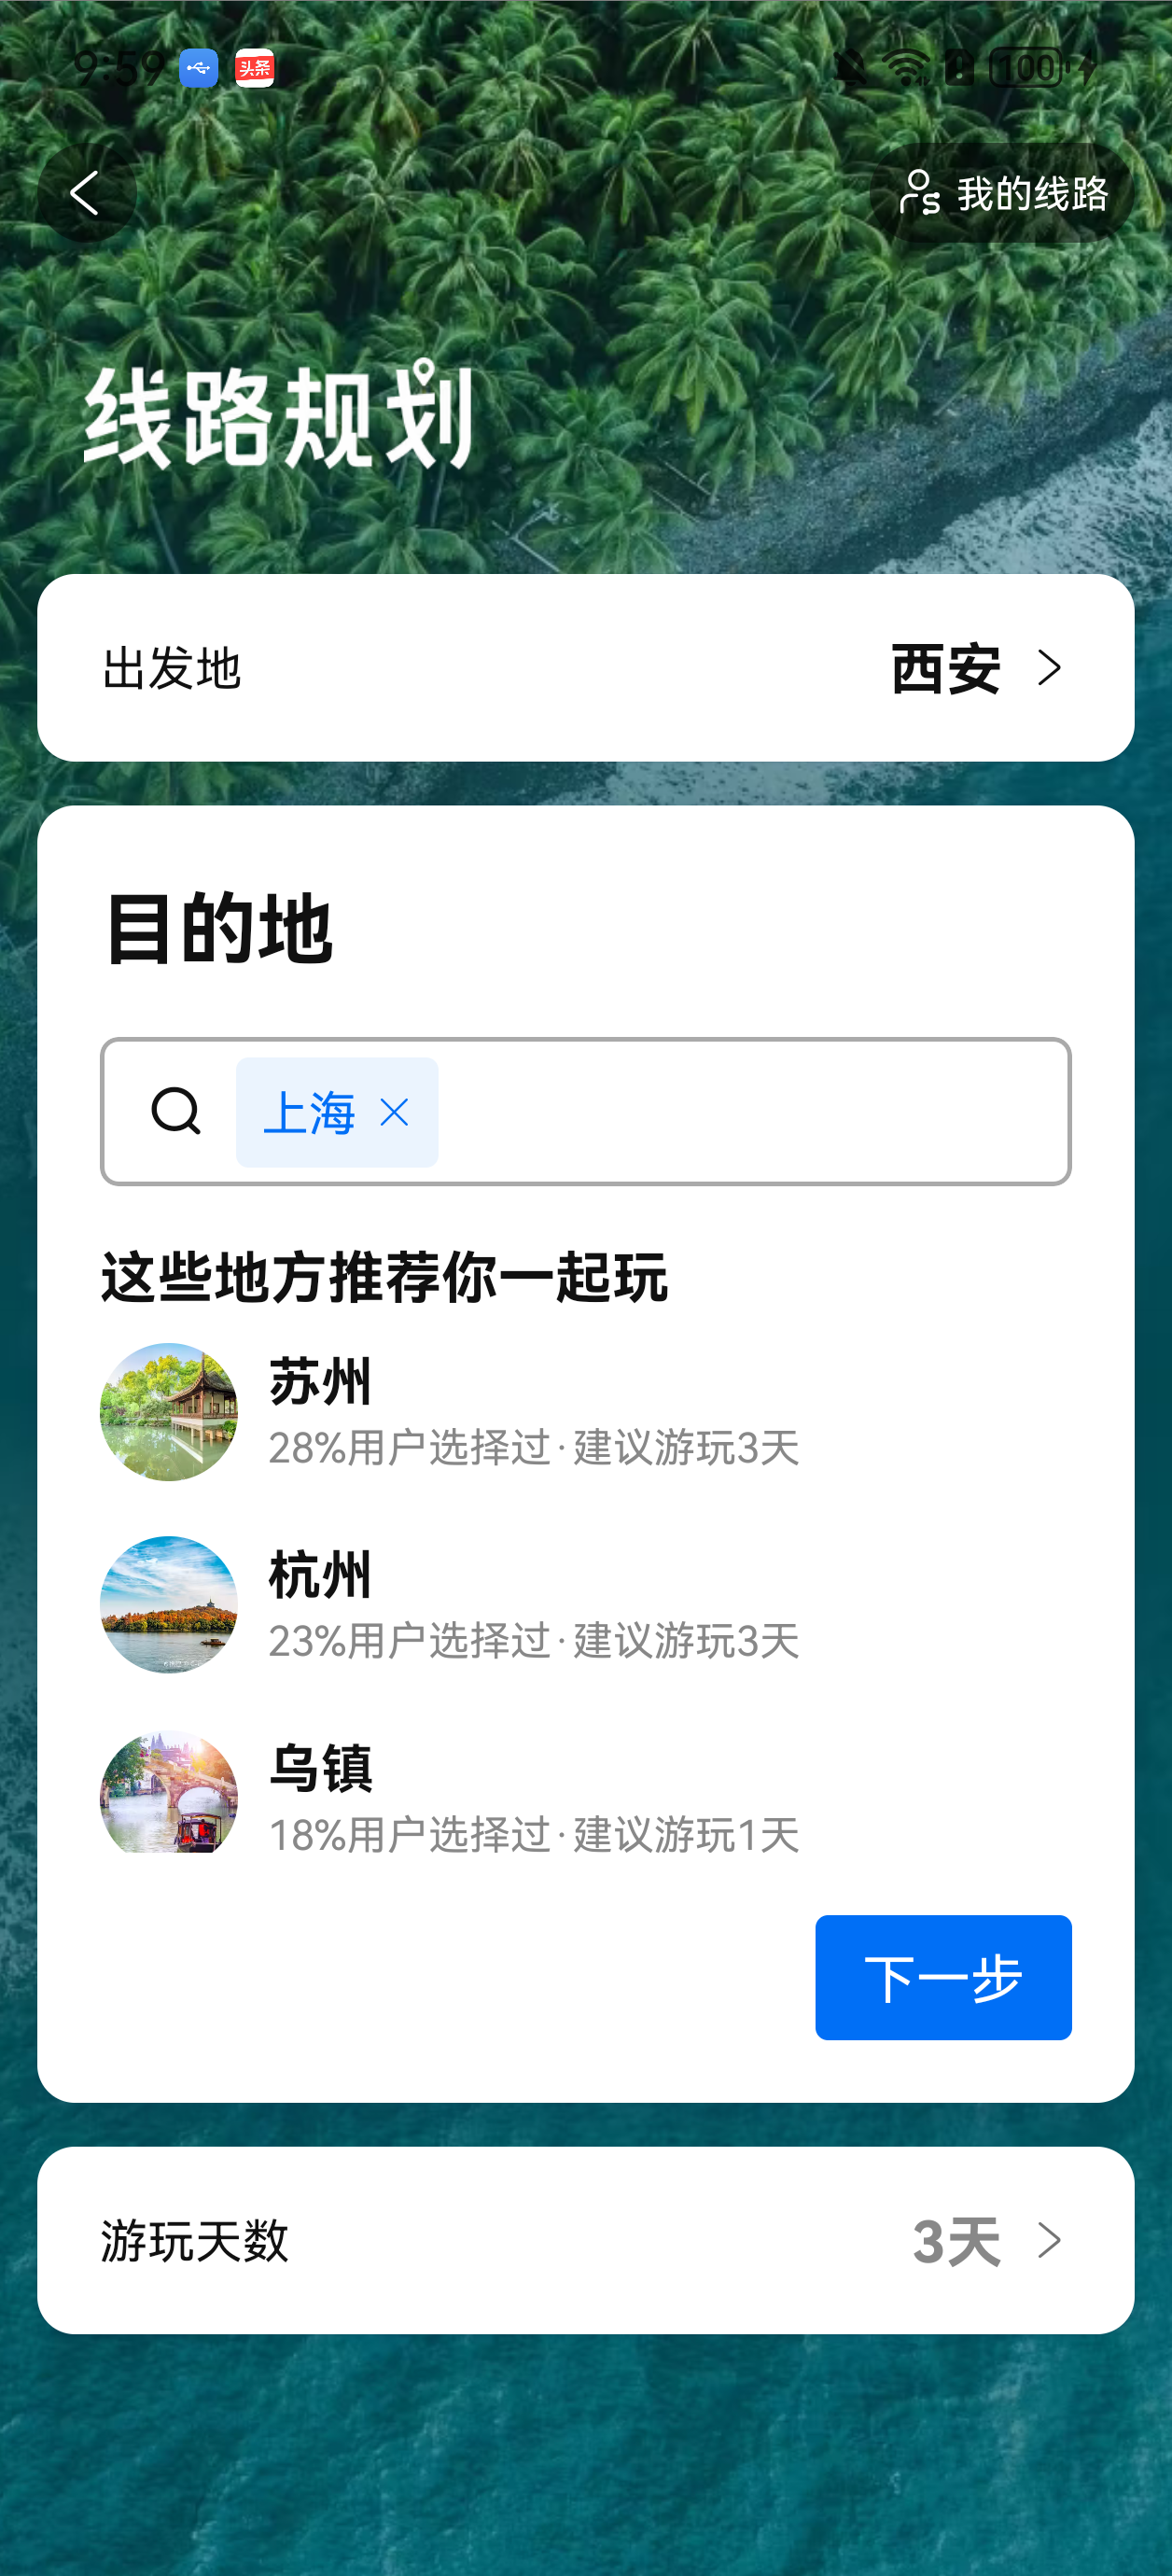 9:59 头条 100
我的线路
线路规划
出发地 西安
目的地
上海
这些地方推荐你一起玩
苏州
28%用户选择过·建议游玩3天
杭州
23%用户选择过·建议游玩3天
乌镇
18%用户选择过·建议游玩1天
下一步
游玩天数 3天